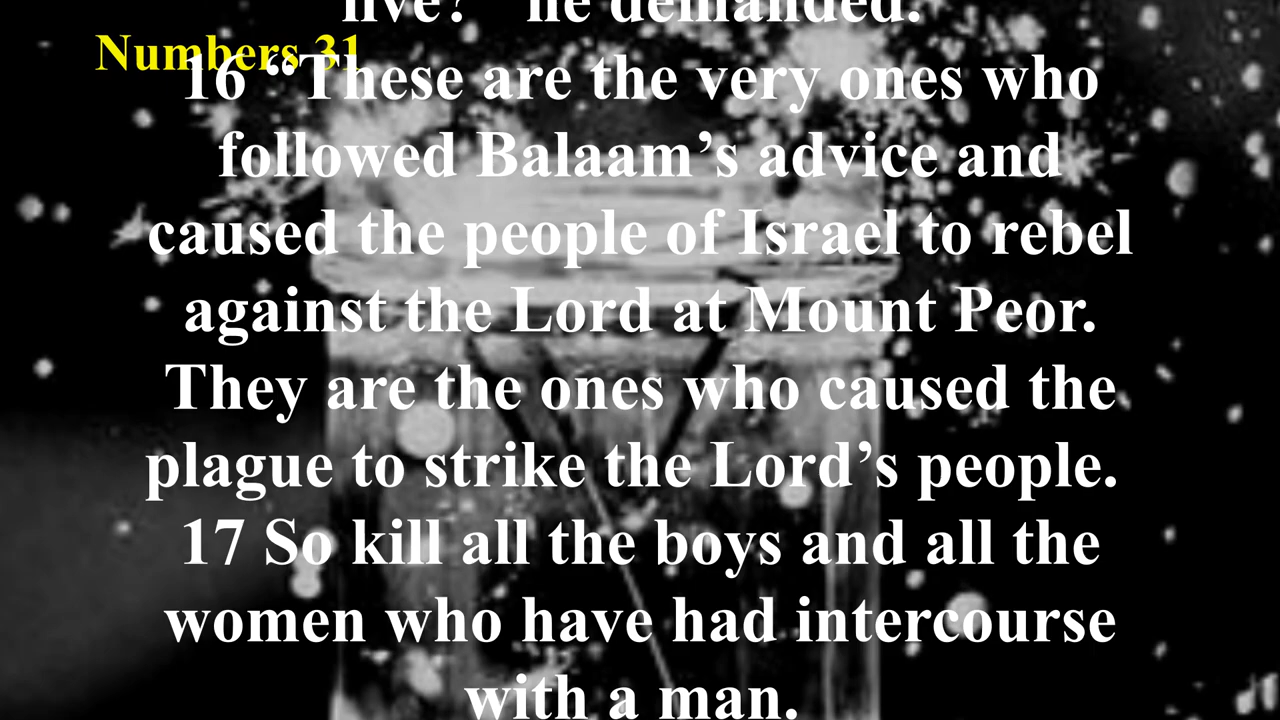 live?” he demanded.
Numbers 31
16 “These are the very ones who
followed Balaam’s advice and
caused the people of Israel to rebel
against the Lord at Mount Peor.
They are the ones who caused the
plague to strike the Lord’s people.
17 So kill all the boys and all the
women who have had intercourse
with a man.